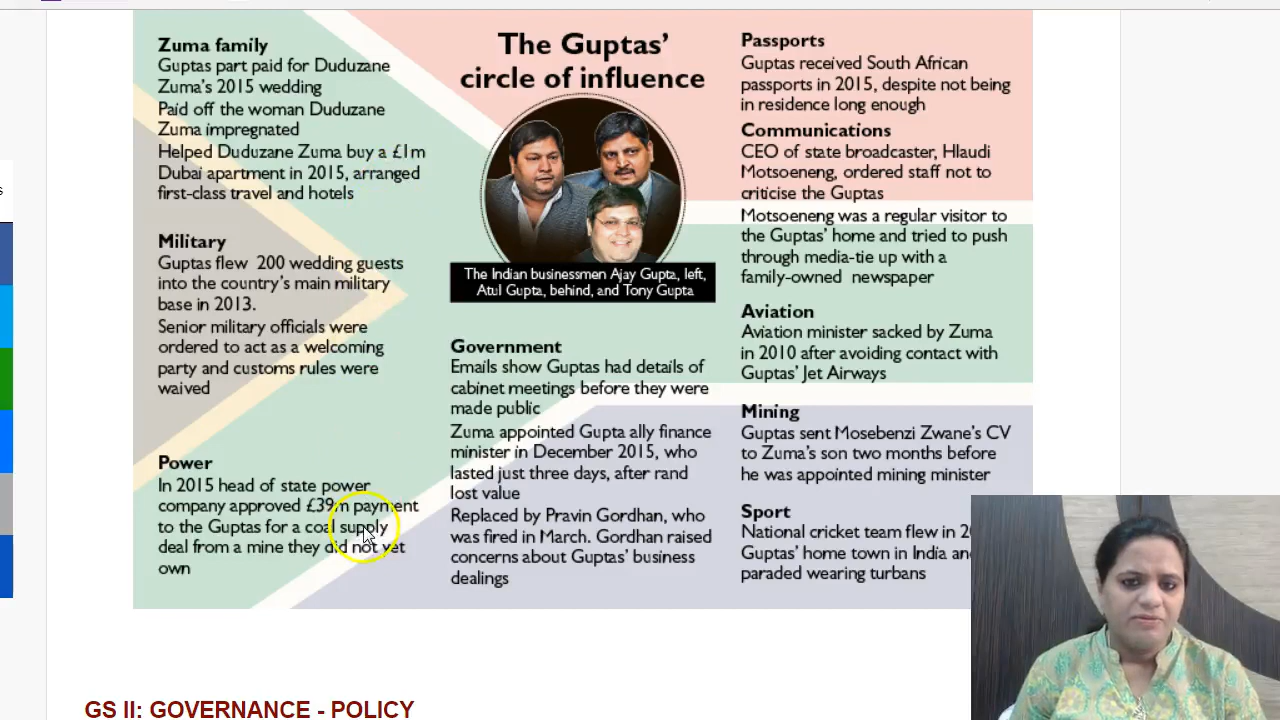 Zuma family
Guptas part paid for Duduzane
Zuma's 2015 wedding
Paid off the woman Duduzane
Zuma impregnated
Helped Duduzane Zuma buy a £1m
Dubai apartment in 2015, arranged
first-class travel and hotels
Military
Guptas flew 200 wedding guests
into the country's main military
base in 2013.
Senior military officials were
ordered to act as a welcoming
party and customs rules were
waived
Power
In 2015 head of state power
company approved £39m payment
to the Guptas for a coal supply
deal from a mine they did not yet
own
The Guptas'
circle of influence
The Indian businessmen Ajay Gupta, left,
Atul Gupta, behind, and Tony Gupta
Government
Emails show Guptas had details of
cabinet meetings before they were
made public
Zuma appointed Gupta ally finance
minister in December 2015, who
lasted just three days, after rand
lost value
Replaced by Pravin Gordhan, who
was fired in March. Gordhan raised
concerns about Guptas' business
dealings
Passports
Guptas received South African
passports in 2015, despite not being
in residence long enough
Communications
CEO of state broadcaster, Hlaudi
Motsoeneng, ordered staff not to
criticise the Guptas
Motsoeneng was a regular visitor to
the Guptas' home and tried to push
through media-tie up with a
family-owned newspaper
Aviation
Aviation minister sacked by Zuma
in 2010 after avoiding contact with
Guptas' Jet Airways
Mining
Guptas sent Mosebenzi Zwane's CV
to Zuma's son two months before
he was appointed mining minister
Sport
National cricket team flew in
Guptas' home town in India
paraded wearing turbans
s
GS II: GOVERNANCE - POLICY